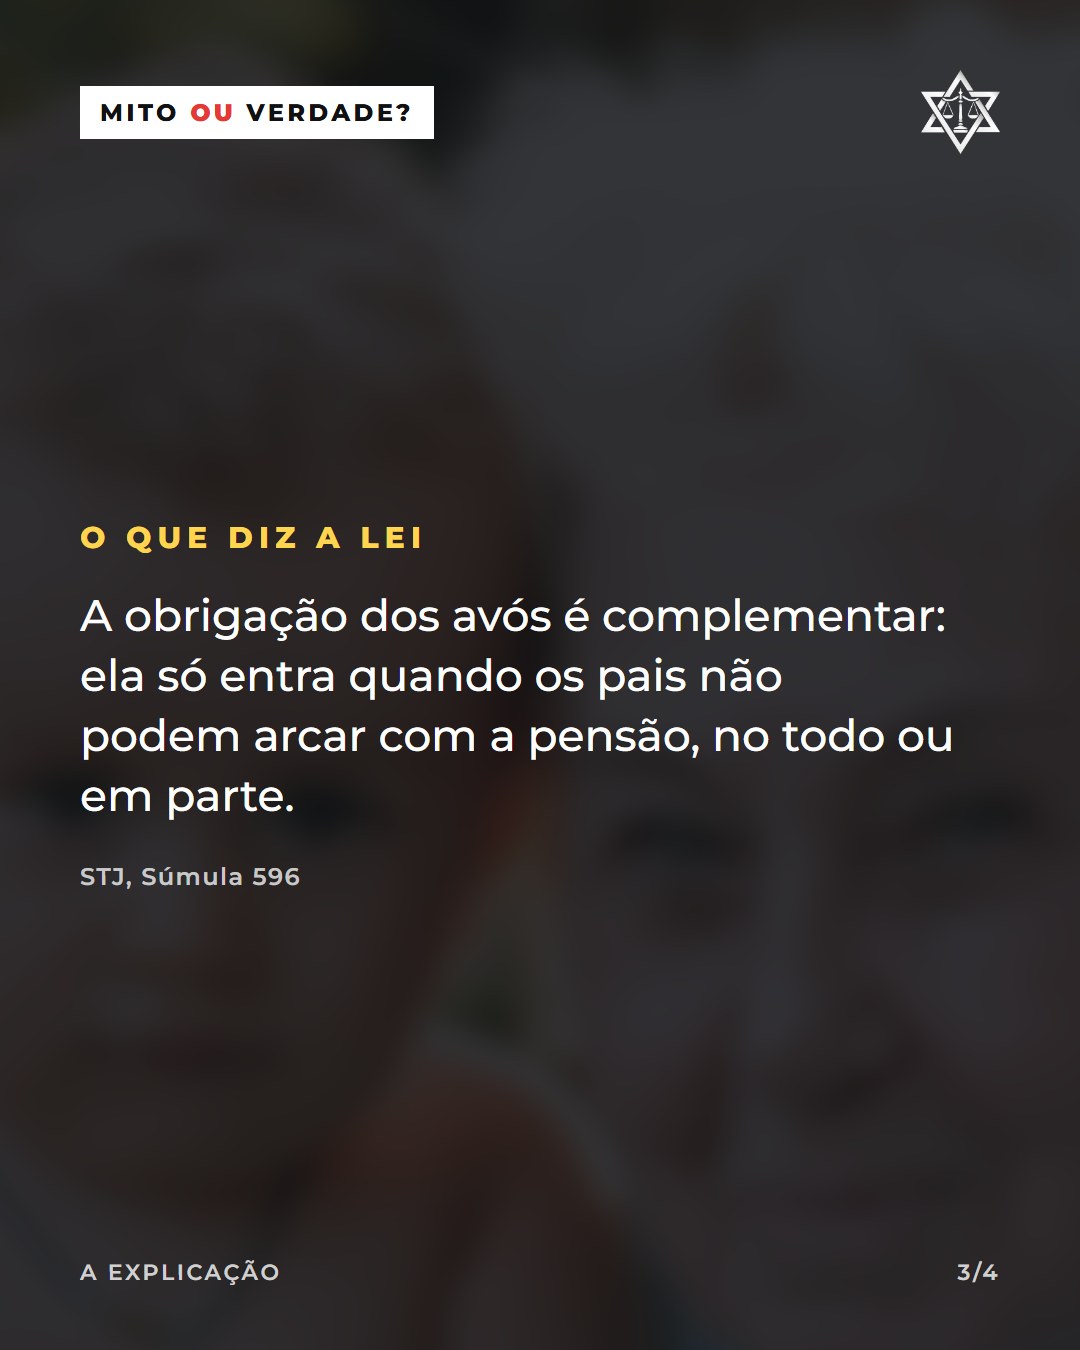 MITO OU VERDADE?
O QUE DIZ A LEI
A obrigação dos avós é complementar:
ela só entra quando os pais não
podem arcar com a pensão, no todo ou
em parte.
STJ, Súmula 596
A EXPLICAÇÃO
3/4